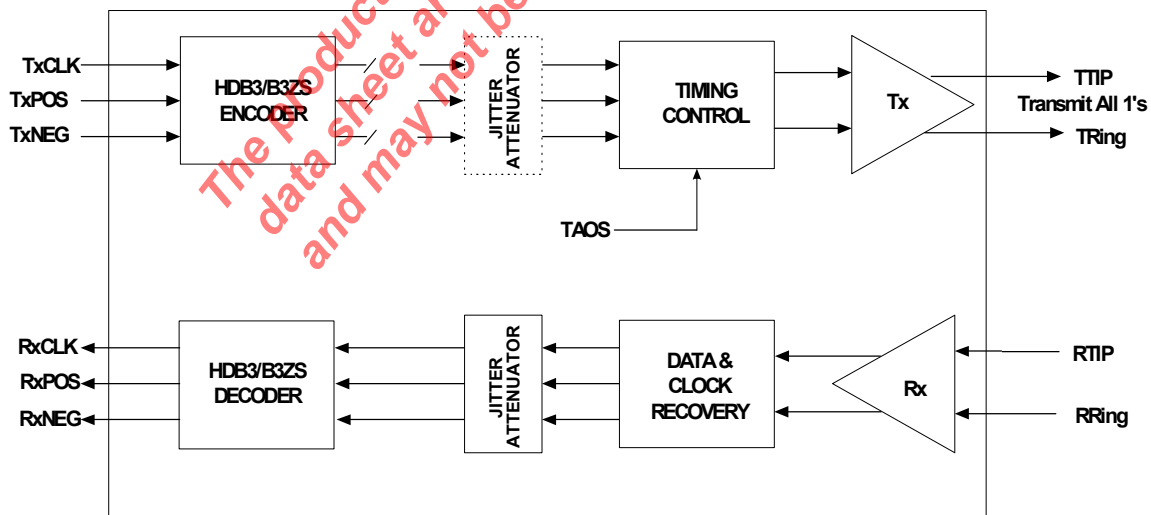 TxCLK
TxPOS
TxNEG
HDB3/B3ZS
ENCODER
JITTER
ATTENUATOR
TIMING
CONTROL
Tx
TTIP
Transmit All 1's
TRing
TAOS
RxCLK
RxPOS
RxNEG
HDB3/B3ZS
DECODER
JITTER
ATTENUATOR
DATA &
CLOCK
RECOVERY
Rx
RTIP
RRing
The product
data sheet ar
and may not be